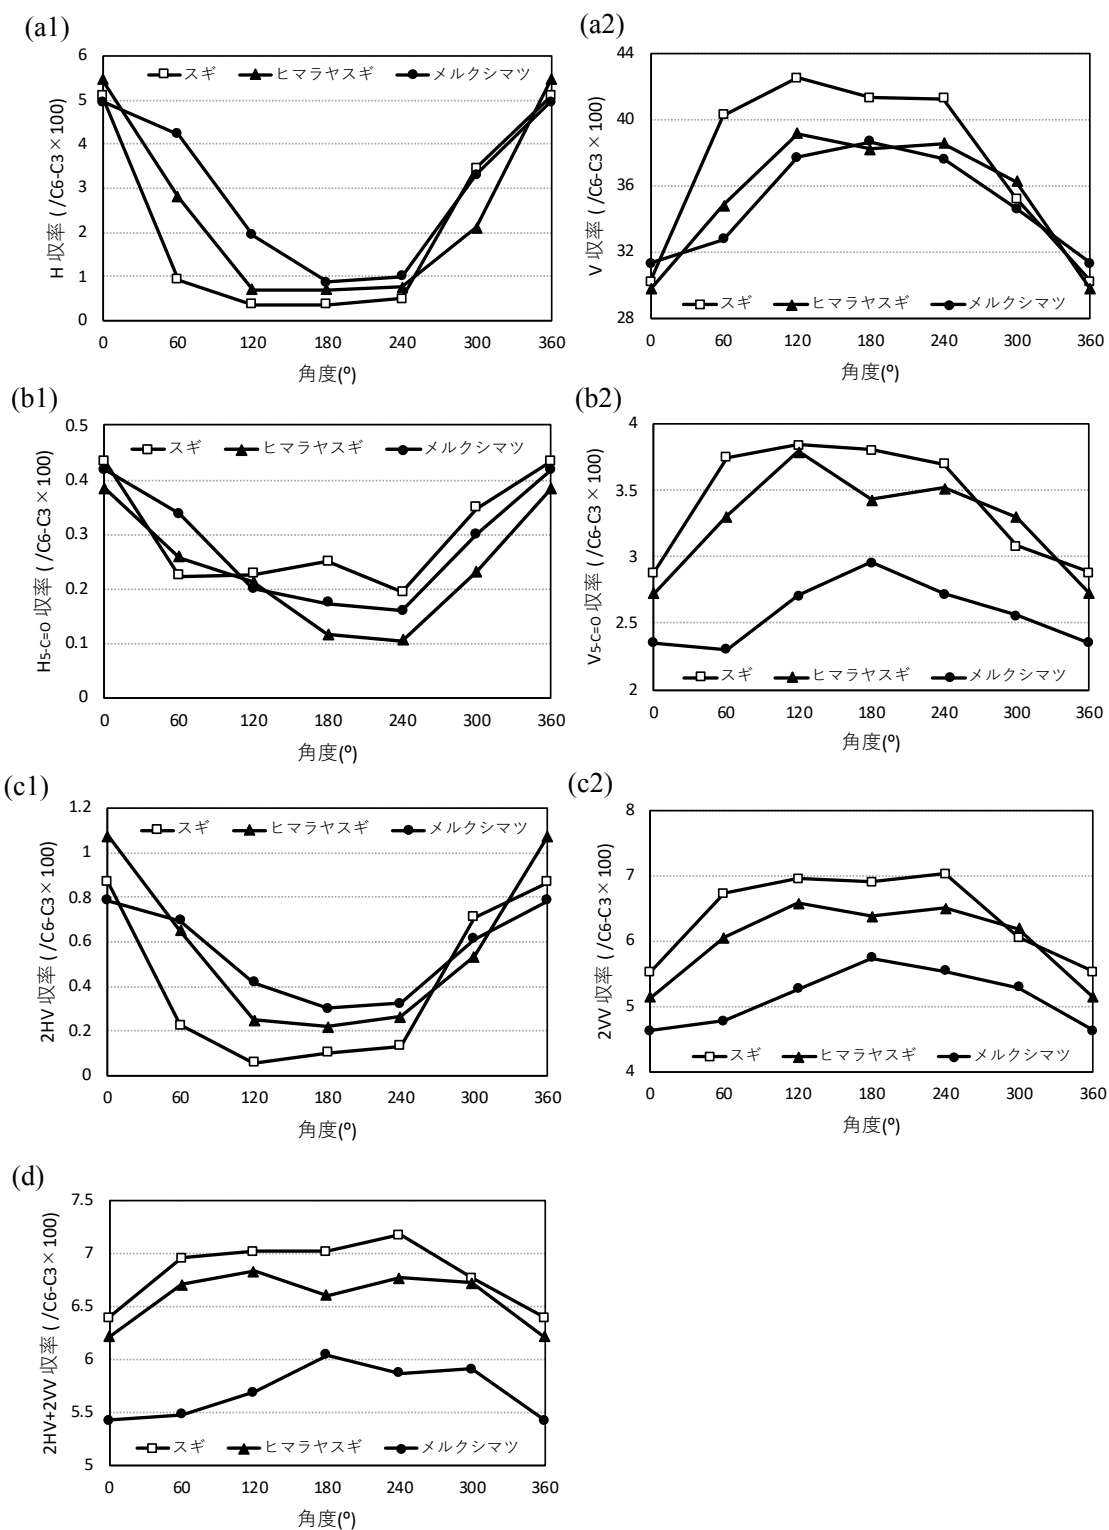 (a1)
H 収率 ( /C6-C3×100)
6
5
4
3
2
1
0
スギ ヒマラヤスギ メルクシマツ
0 60 120 180 240 300 360
角度(º)
(a2)
V 収率 ( /C6-C3×100)
44
40
36
32
28
スギ ヒマラヤスギ メルクシマツ
0 60 120 180 240 300 360
角度(º)
(b1)
H5-C=O 収率 ( /C6-C3×100)
0.5
0.4
0.3
0.2
0.1
0
スギ ヒマラヤスギ メルクシマツ
0 60 120 180 240 300 360
角度(º)
(b2)
V5-C=O 収率 ( /C6-C3×100)
4
3.5
3
2.5
2
スギ ヒマラヤスギ メルクシマツ
0 60 120 180 240 300 360
角度(º)
(c1)
2HV 収率 ( /C6-C3×100)
1.2
1
0.8
0.6
0.4
0.2
0
スギ ヒマラヤスギ メルクシマツ
0 60 120 180 240 300 360
角度(º)
(c2)
2VV 収率 ( /C6-C3×100)
8
7
6
5
4
スギ ヒマラヤスギ メルクシマツ
0 60 120 180 240 300 360
角度(º)
(d)
2HV+2VV 収率 ( /C6-C3×100)
7.5
7
6.5
6
5.5
5
スギ ヒマラヤスギ メルクシマツ
0 60 120 180 240 300 360
角度(º)